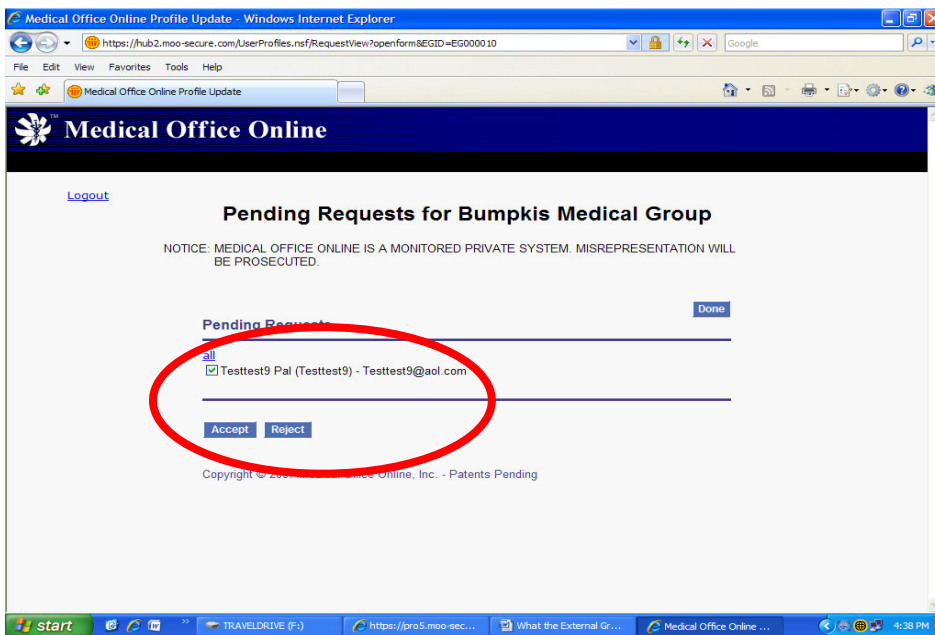 Medical Office Online Profile Update - Windows Internet Explorer
https://hub2.moo-secure.com/UserProfiles.nsf/RequestView?openform&EGID=EG000010
Google
File Edit View Favorites Tools Help
Medical Office Online Profile Update
Medical Office Online
TM
Logout
Pending Requests for Bumpkis Medical Group
NOTICE: MEDICAL OFFICE ONLINE IS A MONITORED PRIVATE SYSTEM. MISREPRESENTATION WILL
BE PROSECUTED.
Done
Pending Requests
all
Testtest9 Pal (Testtest9) - Testtest9@aol.com
Accept Reject
Copyright © Medical Office Online, Inc. - Patents Pending
start
TRAVELDRIVE (F:)
https://pro5.moo-sec...
What the External Gr...
Medical Office Online ...
4:38 PM